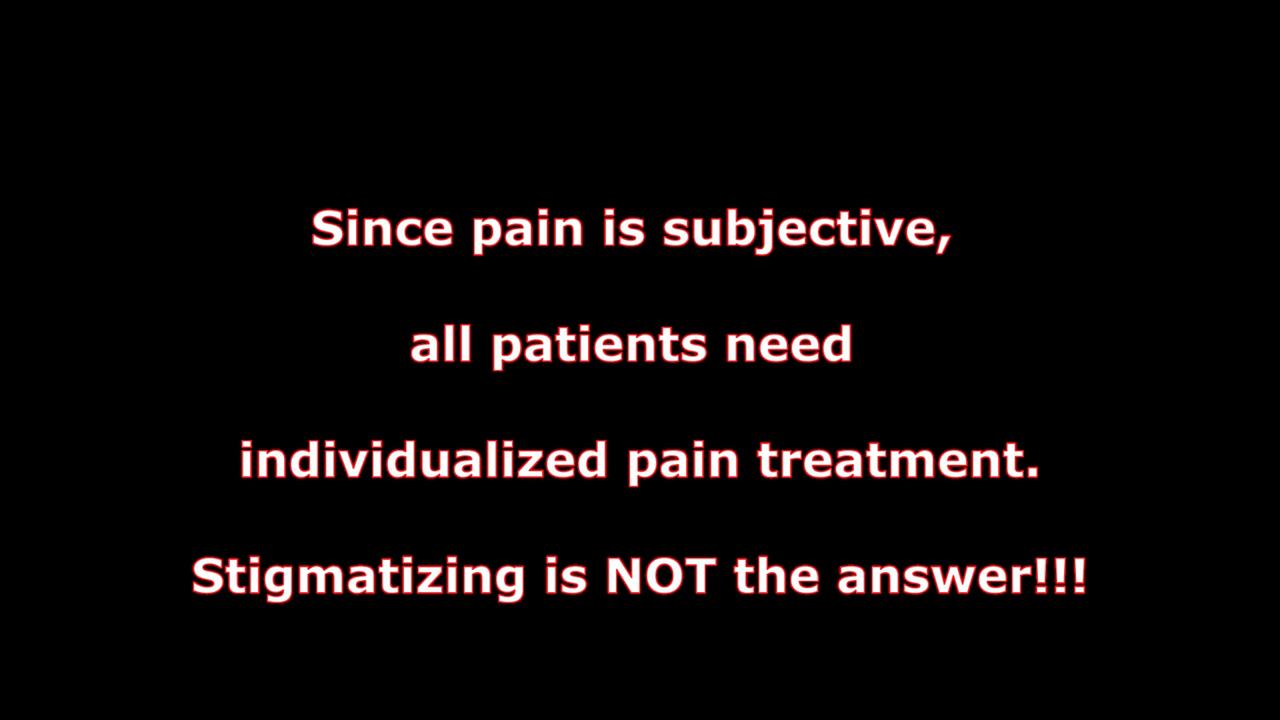 Since pain is subjective,
all patients need
individualized pain treatment.
Stigmatizing is NOT the answer!!!